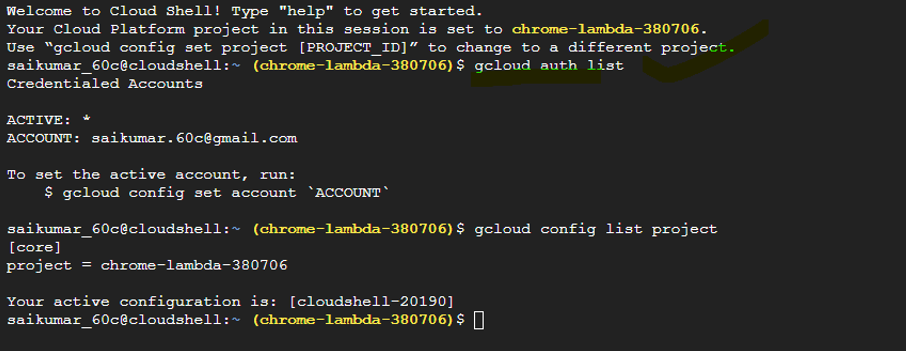 Welcome to Cloud Shell! Type "help" to get started.
Your Cloud Platform project in this session is set to chrome-lambda-380706.
Use “gcloud config set project [PROJECT_ID]” to change to a different project.
saikumar_60c@cloudshell:~ (chrome-lambda-380706)$ gcloud auth list
Credentialed Accounts

ACTIVE: *
ACCOUNT: saikumar.60c@gmail.com

To set the active account, run:
    $ gcloud config set account `ACCOUNT`

saikumar_60c@cloudshell:~ (chrome-lambda-380706)$ gcloud config list project
[core]
project = chrome-lambda-380706

Your active configuration is: [cloudshell-20190]
saikumar_60c@cloudshell:~ (chrome-lambda-380706)$